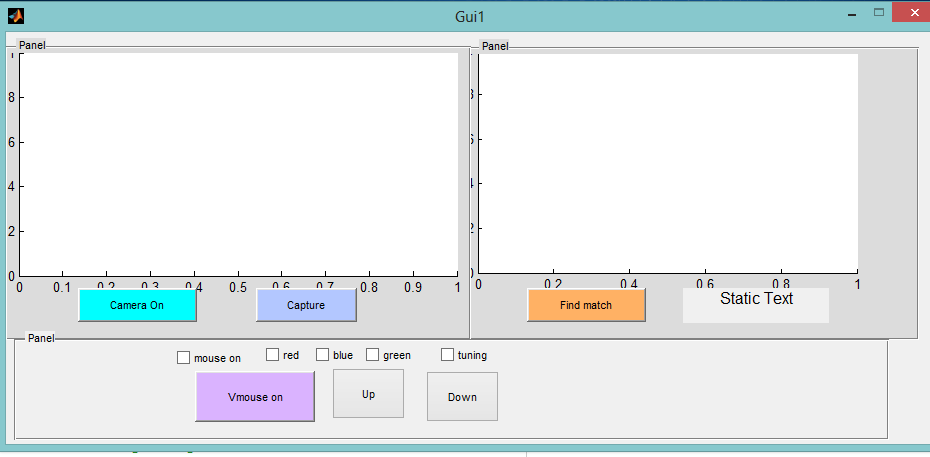 Gui1
Panel
Panel
1
8
6
4
2
0
0 0.1 0.2 0.3 0.4 0.5 0.6 0.7 0.8 0.9 1
8
6
4
2
0
0 0.2 0.4 0.6 0.8 1
Camera On
Capture
Find match
Static Text
Panel
mouse on
red
blue
green
tuning
Vmouse on
Up
Down